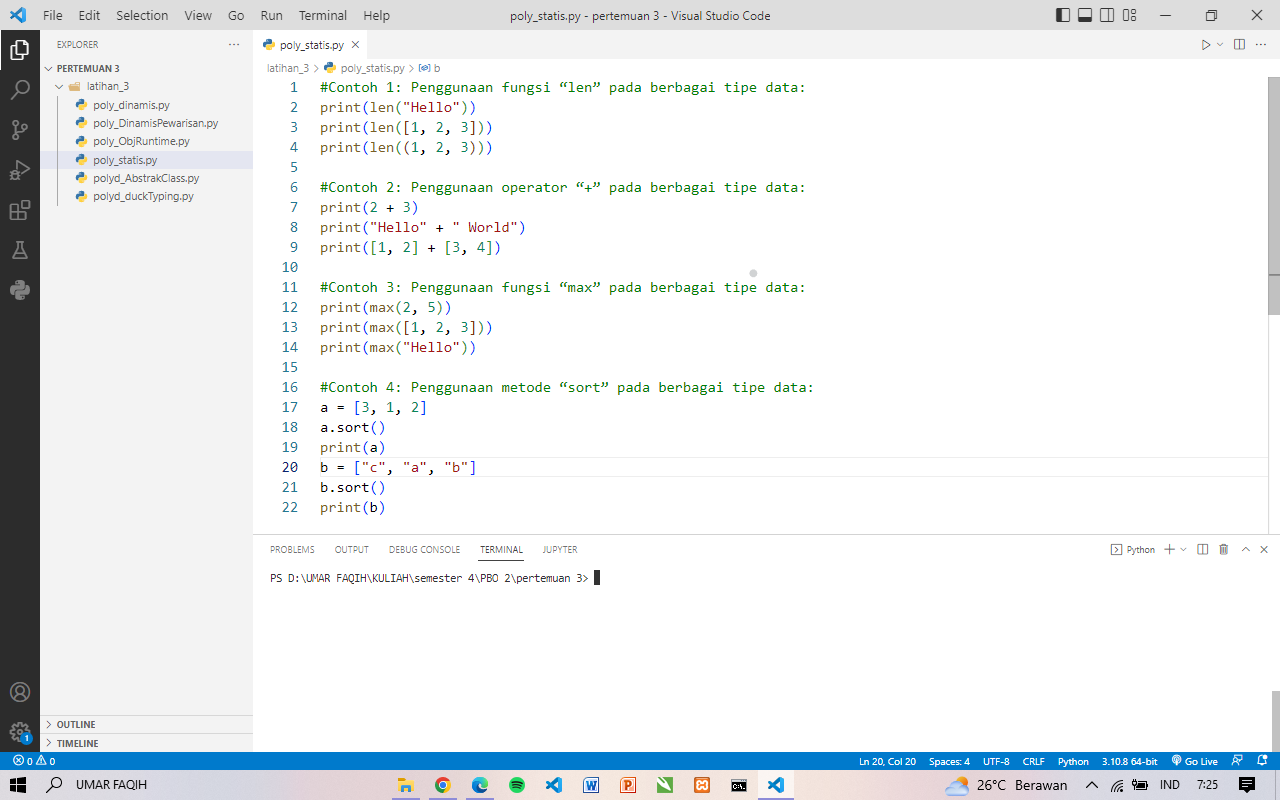 File Edit Selection View Go Run Terminal Help poly_statis.py - pertemuan 3 - Visual Studio Code
EXPLORER
PERTEMUAN 3
latihan_3
poly_dinamis.py
poly_DinamisPewarisan.py
poly_ObjRuntime.py
poly_statis.py
polyd_AbstrakClass.py
polyd_duckTyping.py
OUTLINE
TIMELINE
1
poly_statis.py
latihan_3 > poly_statis.py > b
1 #Contoh 1: Penggunaan fungsi “len” pada berbagai tipe data:
2 print(len("Hello"))
3 print(len([1, 2, 3]))
4 print(len((1, 2, 3)))
5
6 #Contoh 2: Penggunaan operator “+” pada berbagai tipe data:
7 print(2 + 3)
8 print("Hello" + " World")
9 print([1, 2] + [3, 4])
10
11 #Contoh 3: Penggunaan fungsi “max” pada berbagai tipe data:
12 print(max(2, 5))
13 print(max([1, 2, 3]))
14 print(max("Hello"))
15
16 #Contoh 4: Penggunaan metode “sort” pada berbagai tipe data:
17 a = [3, 1, 2]
18 a.sort()
19 print(a)
20 b = ["c", "a", "b"]
21 b.sort()
22 print(b)
PROBLEMS OUTPUT DEBUG CONSOLE TERMINAL JUPYTER Python
PS D:\UMAR FAQIH\KULIAH\semester 4\PBO 2\pertemuan 3>
0 0 Ln 20, Col 20 Spaces: 4 UTF-8 CRLF Python 3.10.8 64-bit Go Live
UMAR FAQIH 26°C Berawan IND 7:25